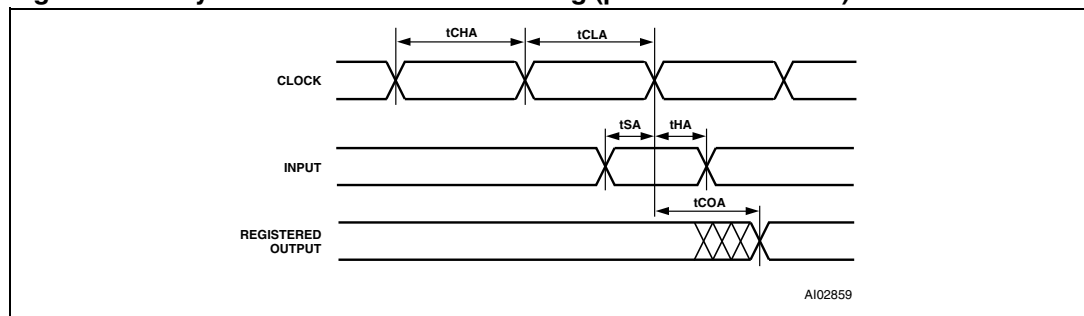 tCHA
tCLA
CLOCK
tSA
tHA
INPUT
tCOA
REGISTERED
OUTPUT
AI02859